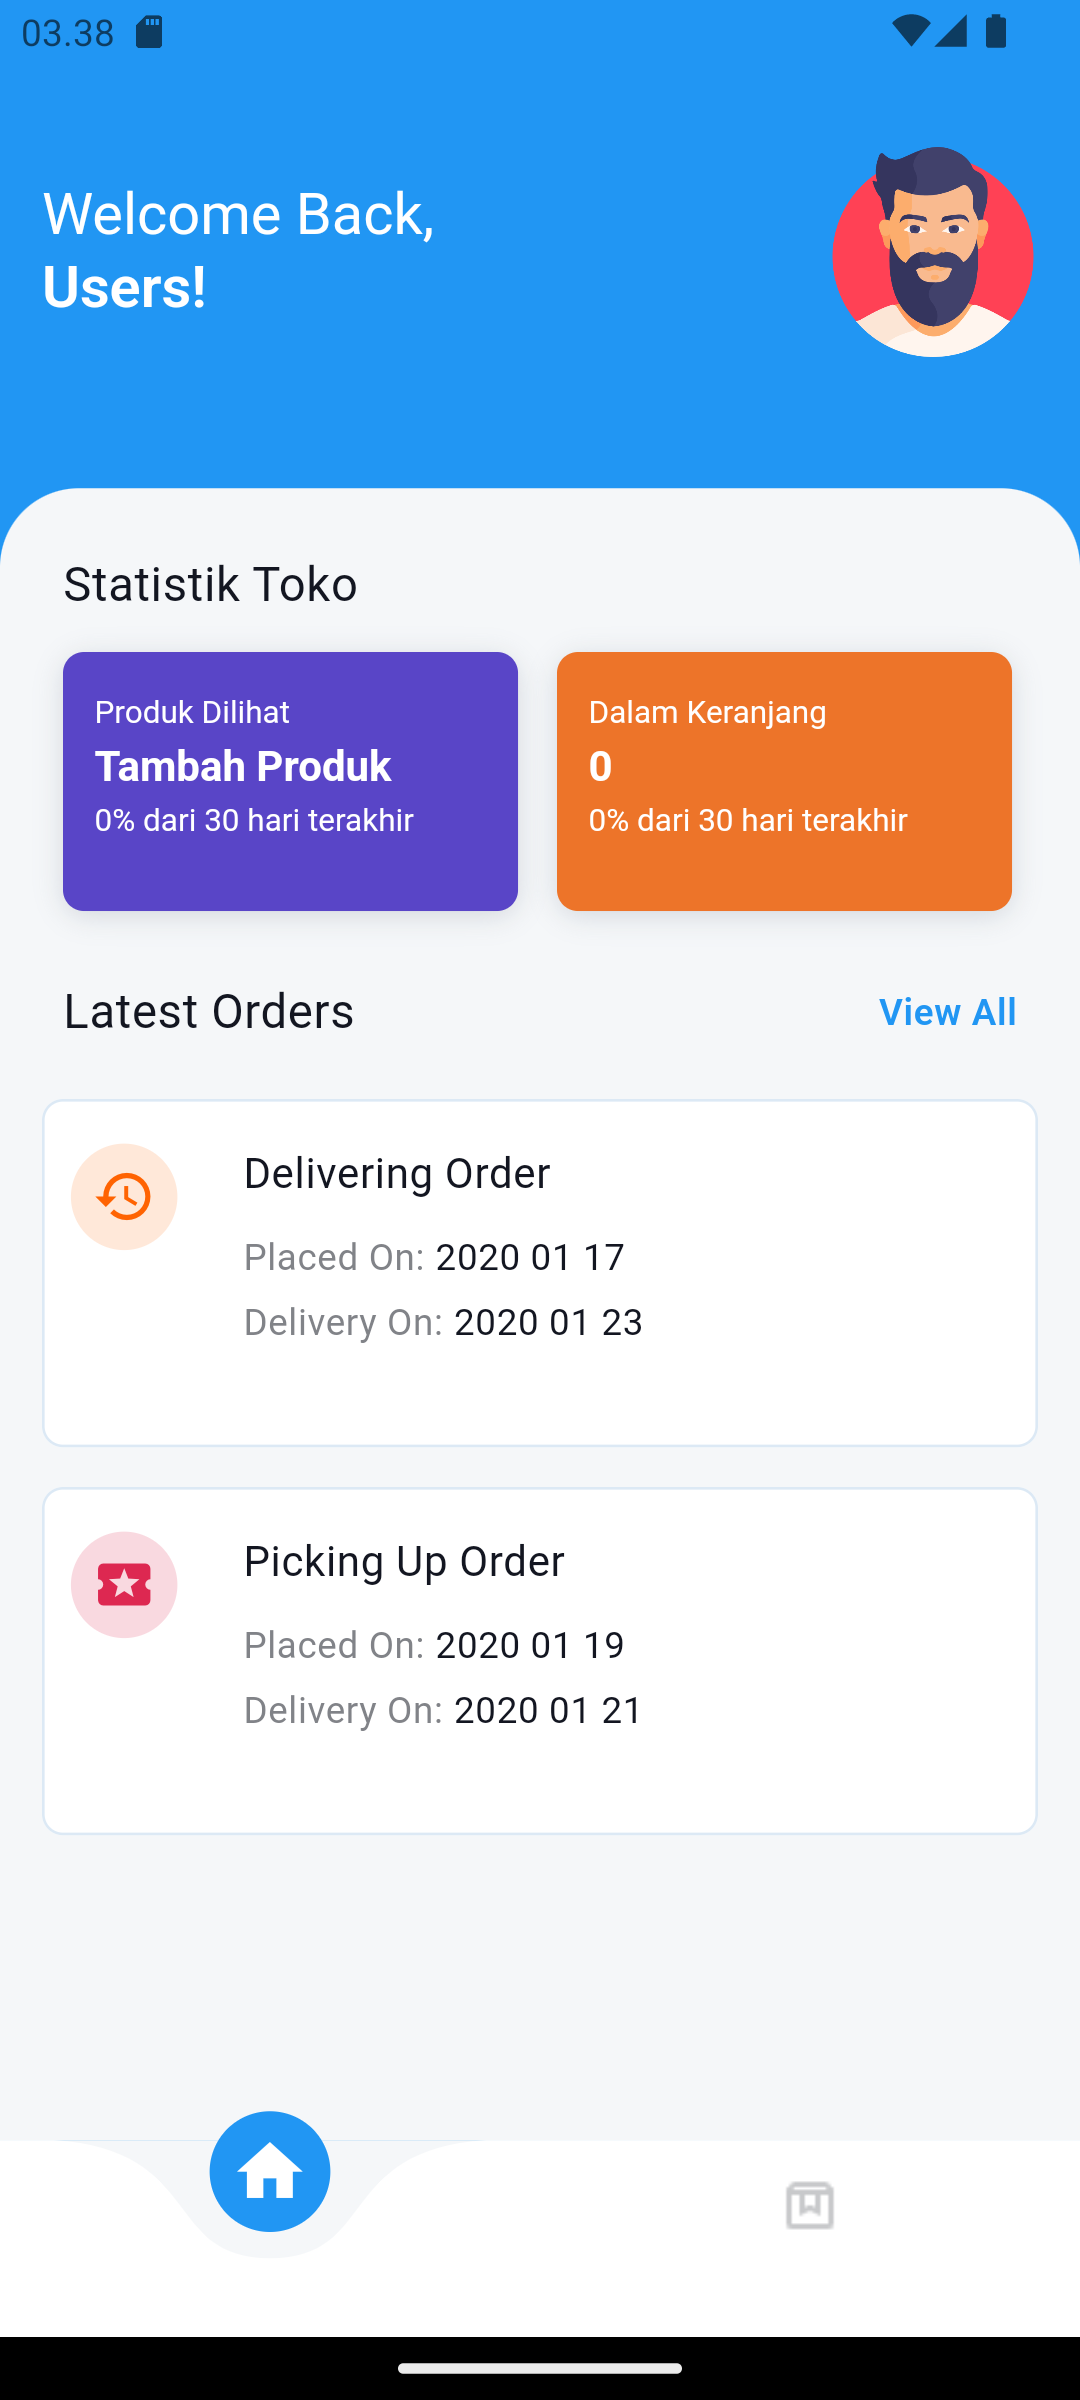 03.38
Welcome Back,
Users!
Statistik Toko
Produk Dilihat
Tambah Produk
0% dari 30 hari terakhir
Dalam Keranjang
0
0% dari 30 hari terakhir
Latest Orders
View All
Delivering Order
Placed On: 2020 01 17
Delivery On: 2020 01 23
Picking Up Order
Placed On: 2020 01 19
Delivery On: 2020 01 21